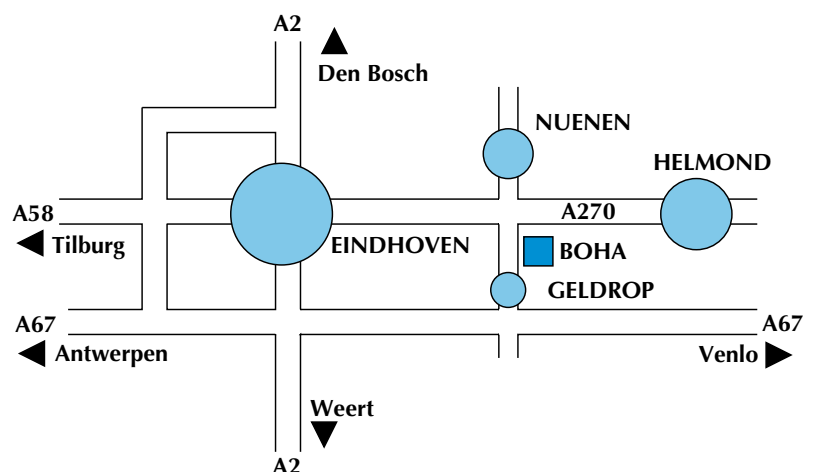 A2
Den Bosch
NUENEN
HELMOND
A58
A270
Tilburg
EINDHOVEN
BOHA
GELDROP
A67
A67
Antwerpen
Venlo
Weert
A2